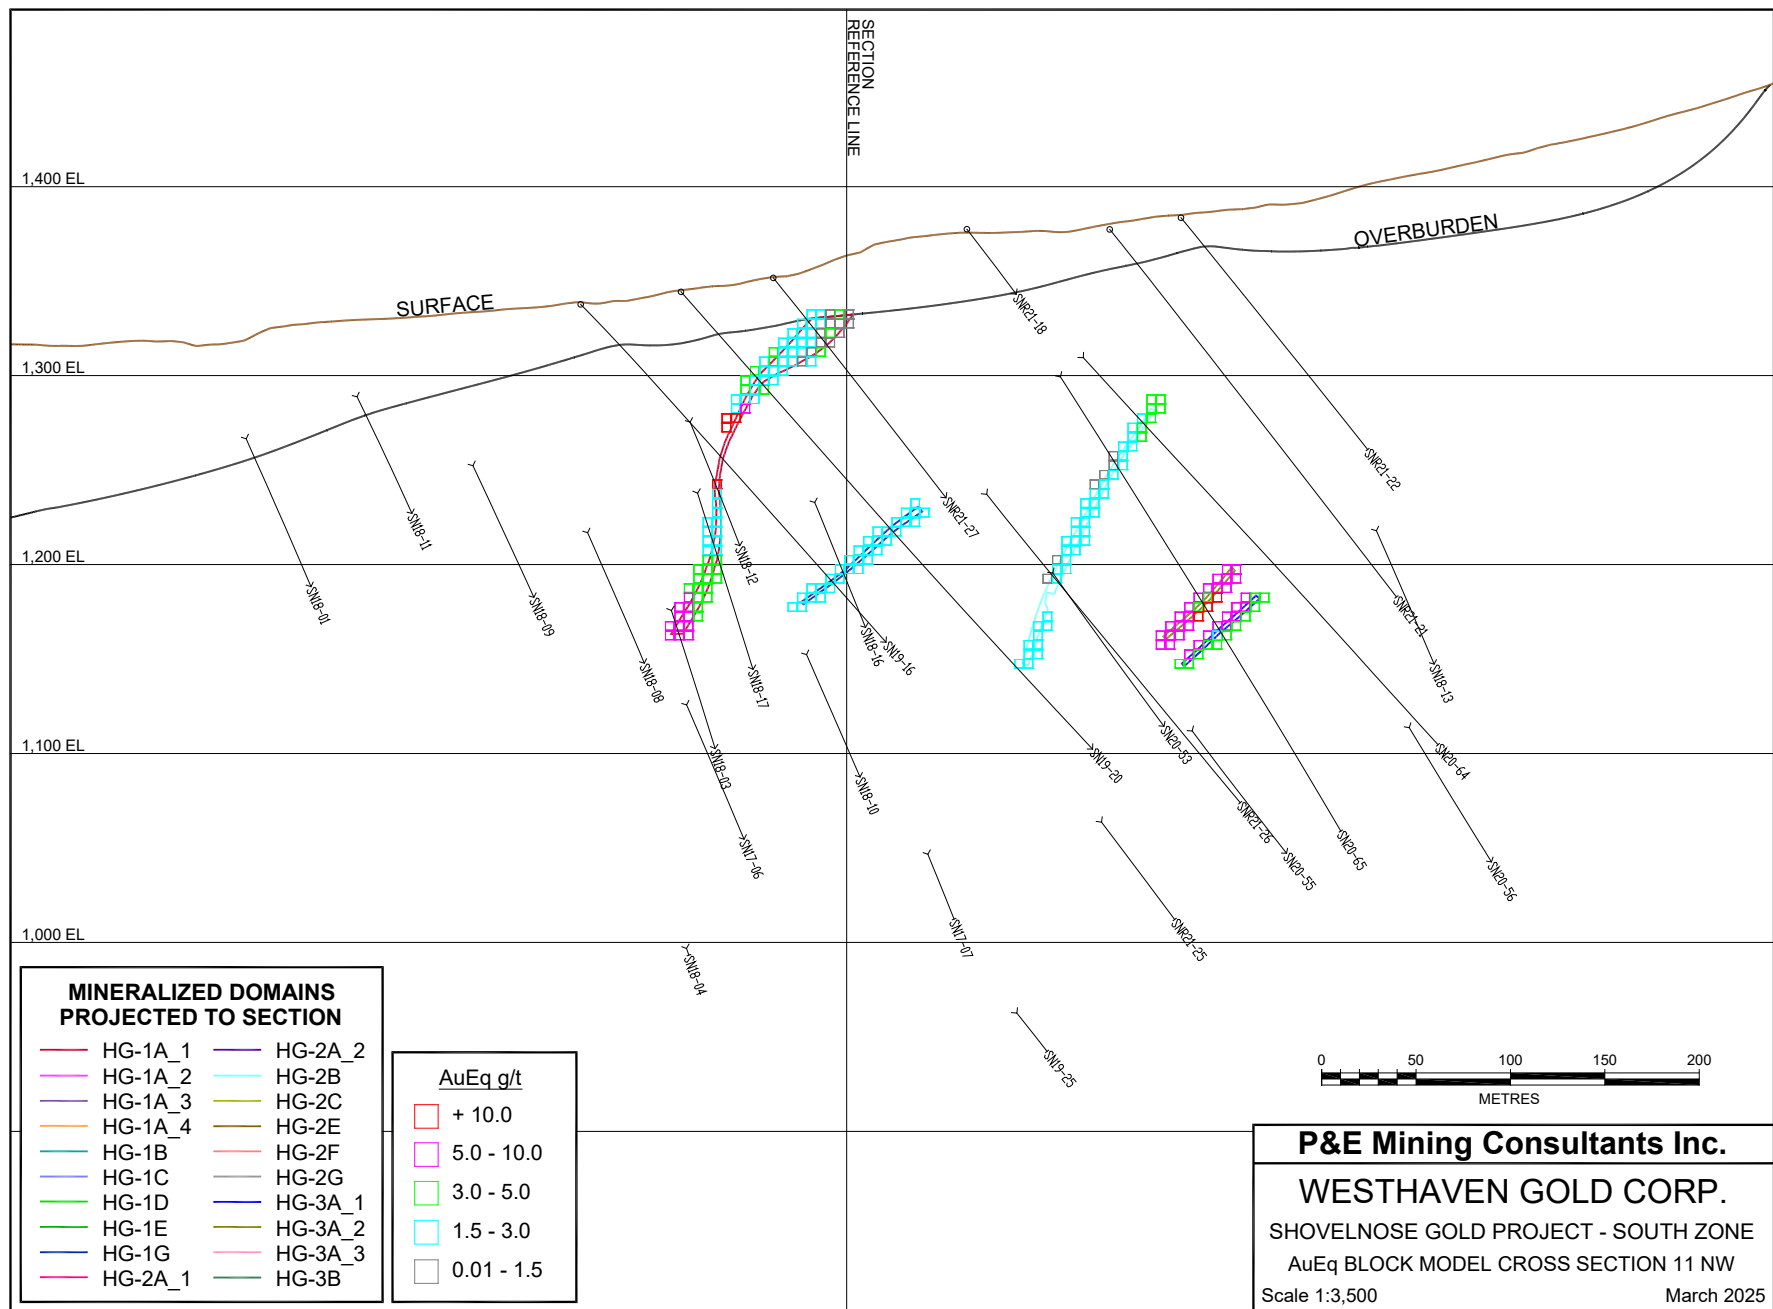 SECTION
REFERENCE LINE
1,400 EL
OVERBURDEN
SURFACE
SNR21-18
1,300 EL
SNR21-22
SNR21-27
SN18-11
SN18-12
1,200 EL
SN18-01
SN18-09
SNR21-21
SN18-16
SN19-16
SN18-08
SN18-17
SN18-13
SN20-53
1,100 EL
SN18-03
SN19-20
SN20-64
SN18-10
SNR21-26
SN17-06
SN20-65
SN20-55
SN20-56
SN17-07
SNR21-25
1,000 EL
SN18-04
SN19-25
MINERALIZED DOMAINS
PROJECTED TO SECTION
HG-1A_1 HG-2A_2
HG-1A_2 HG-2B
HG-1A_3 HG-2C
HG-1A_4 HG-2E
HG-1B HG-2F
HG-1C HG-2G
HG-1D HG-3A_1
HG-1E HG-3A_2
HG-1G HG-3A_3
HG-2A_1 HG-3B
AuEq g/t
+ 10.0
5.0 - 10.0
3.0 - 5.0
1.5 - 3.0
0.01 - 1.5
0 50 100 150 200
METRES
P&E Mining Consultants Inc.
WESTHAVEN GOLD CORP.
SHOVELNOSE GOLD PROJECT - SOUTH ZONE
AuEq BLOCK MODEL CROSS SECTION 11 NW
Scale 1:3,500 March 2025